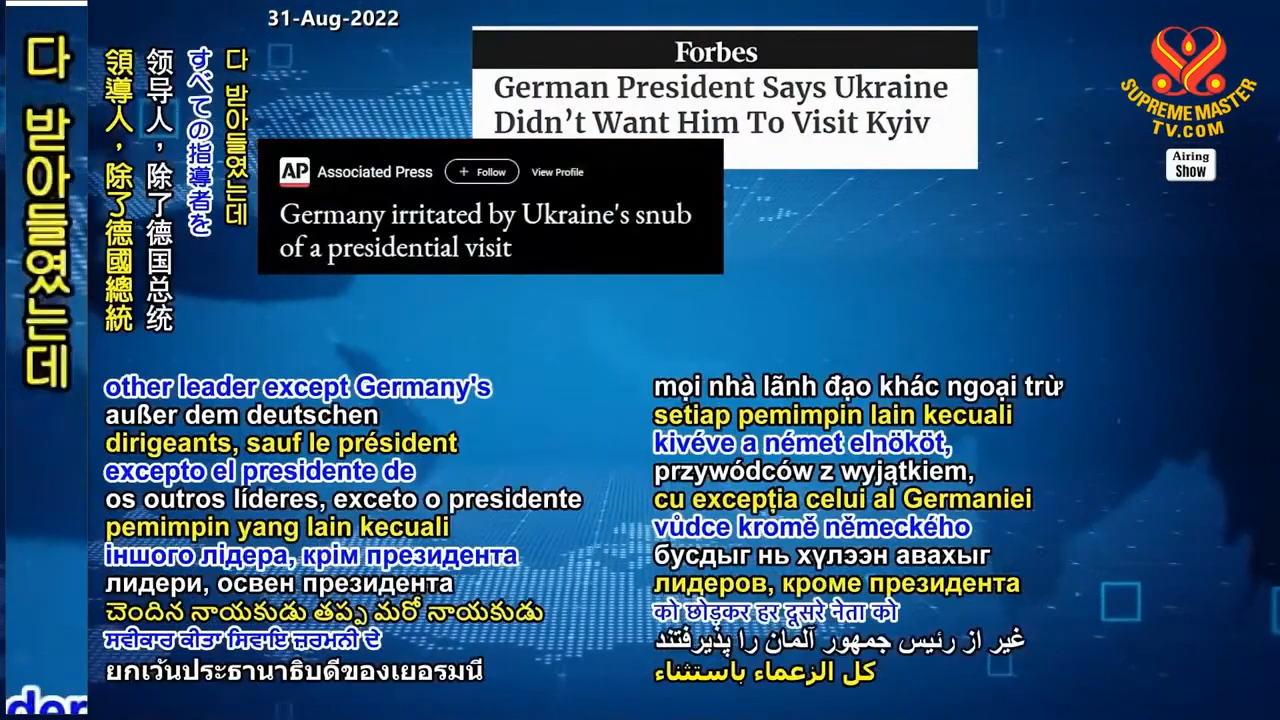 31-Aug-2022
Forbes
German President Says Ukraine
Didn’t Want Him To Visit Kyiv
AP Associated Press + Follow View Profile
Germany irritated by Ukraine's snub
of a presidential visit
SUPREME MASTER
TV.COM
Airing
Show
다 받아들였는데
領導人，除了德國總統
领导人，除了德国总统
すべての指導者を
다 받아들였는데
other leader except Germany's
außer dem deutschen
dirigeants, sauf le président
excepto el presidente de
os outros líderes, exceto o presidente
pemimpin yang lain kecuali
іншого лідера, крім президента
лидери, освен президента
చెందిన నాయకుడు తప్ప మరో నాయకుడు
ਸਵੀਕਾਰ ਕੀਤਾ ਸਿਵਾਇ ਜ਼ਰਮਨੀ ਦੇ
ยกเว้นประธานาธิบดีของเยอรมนี
mọi nhà lãnh đạo khác ngoại trừ
setiap pemimpin lain kecuali
kivéve a német elnököt,
przywódców z wyjątkiem,
cu excepția celui al Germaniei
vůdce kromě německého
бусдыг нь хүлээн авахыг
лидеров, кроме президента
को छोड़कर हर दूसरे नेता को
غیر از رئیس جمهور آلمان را پذیرفتند
كل الزعماء باستثناء